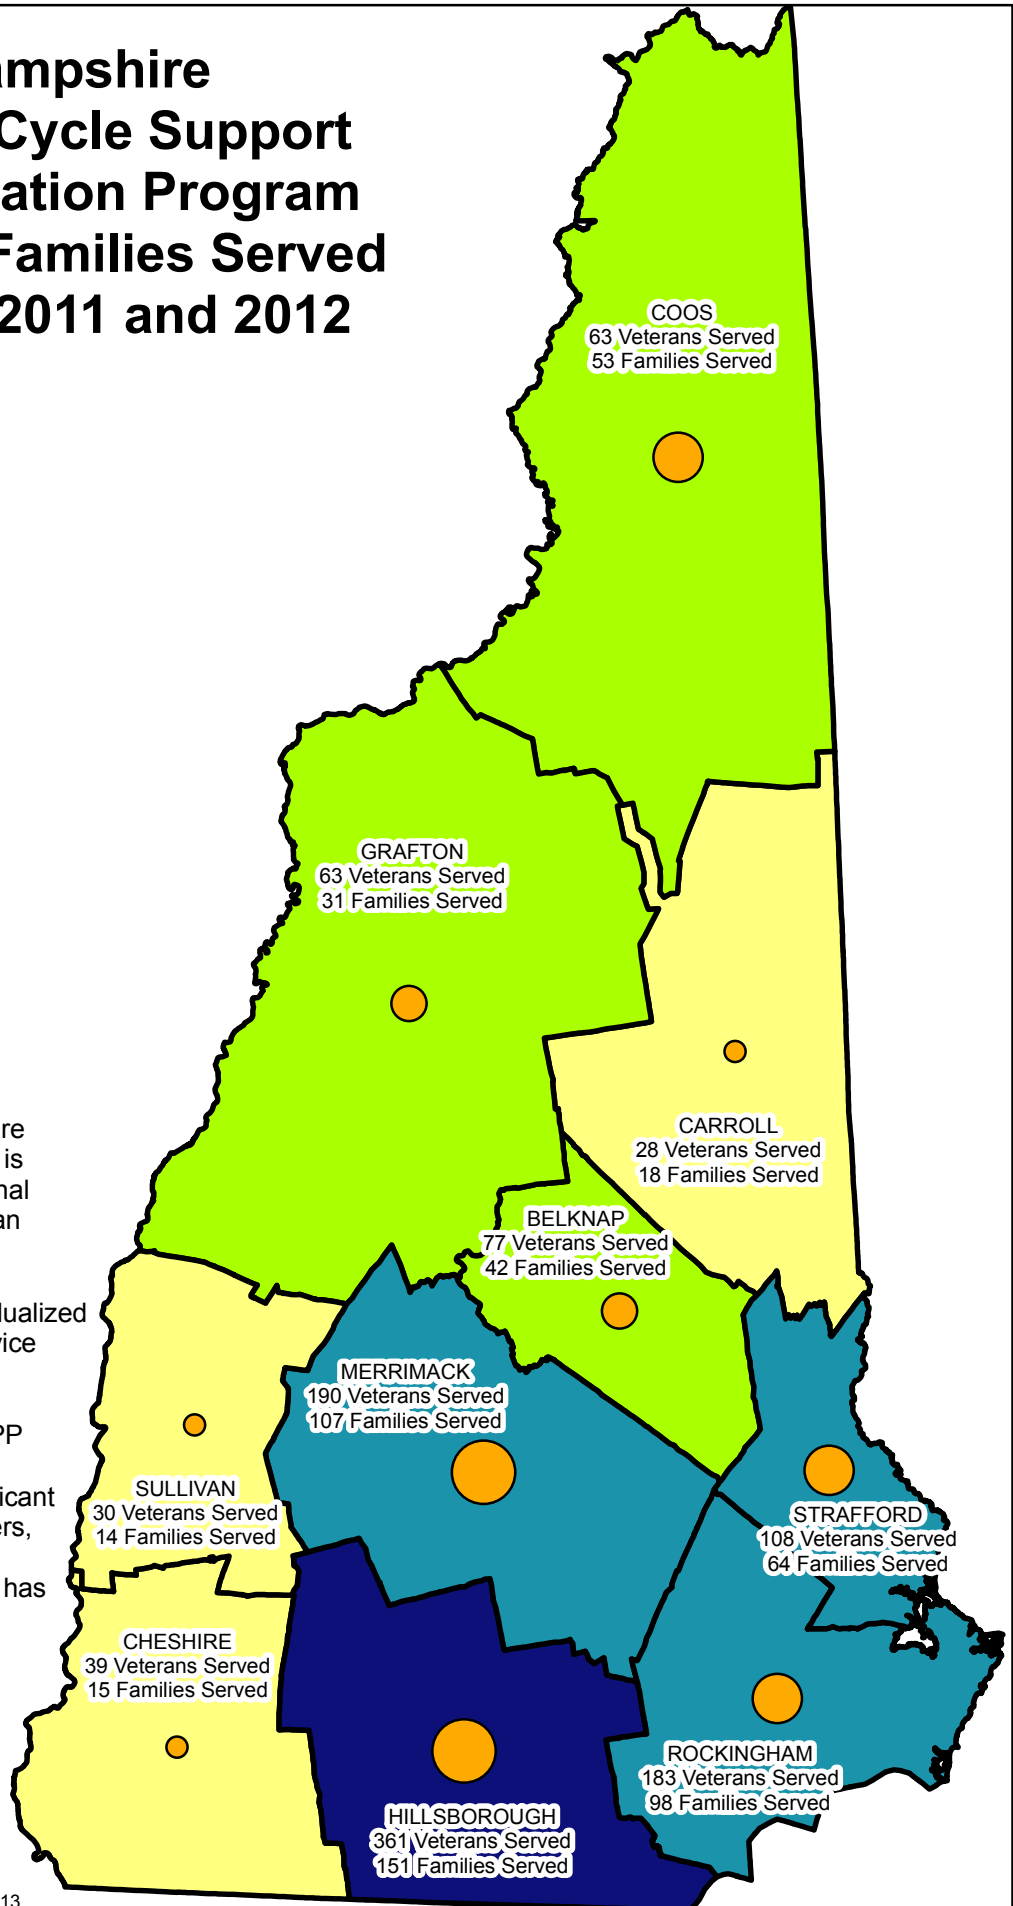 ampshire
Cycle Support
ation Program
Families Served
2011 and 2012
COOS
63 Veterans Served
53 Families Served
GRAFTON
63 Veterans Served
31 Families Served
CARROLL
28 Veterans Served
18 Families Served
BELKNAP
77 Veterans Served
42 Families Served
MERRIMACK
190 Veterans Served
107 Families Served
SULLIVAN
30 Veterans Served
14 Families Served
STRAFFORD
108 Veterans Served
64 Families Served
CHESHIRE
39 Veterans Served
15 Families Served
ROCKINGHAM
183 Veterans Served
98 Families Served
HILLSBOROUGH
361 Veterans Served
151 Families Served
re
is
nal
an
dualized
vice
PP
icant
ers,
has
13